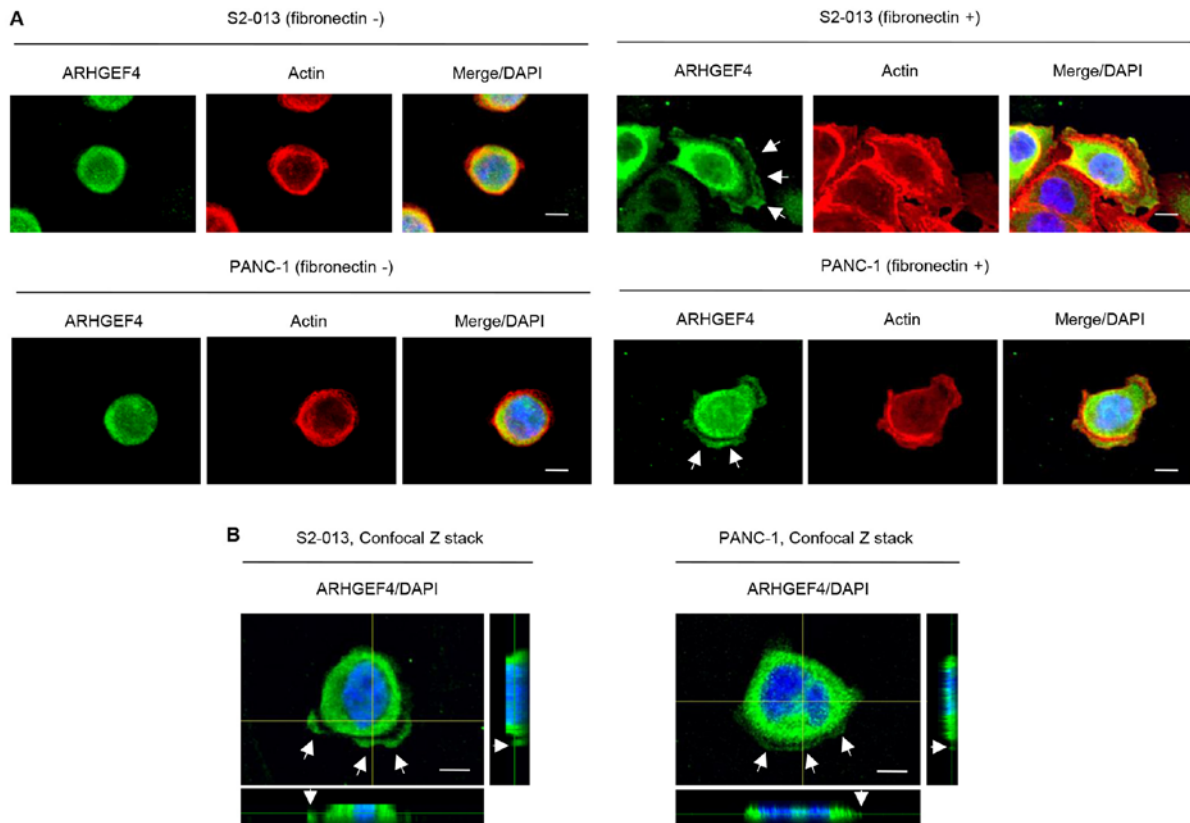 A
S2-013 (fibronectin -)
ARHGEF4 Actin Merge/DAPI
S2-013 (fibronectin +)
ARHGEF4 Actin Merge/DAPI
PANC-1 (fibronectin -)
ARHGEF4 Actin Merge/DAPI
PANC-1 (fibronectin +)
ARHGEF4 Actin Merge/DAPI
B
S2-013, Confocal Z stack
ARHGEF4/DAPI
PANC-1, Confocal Z stack
ARHGEF4/DAPI